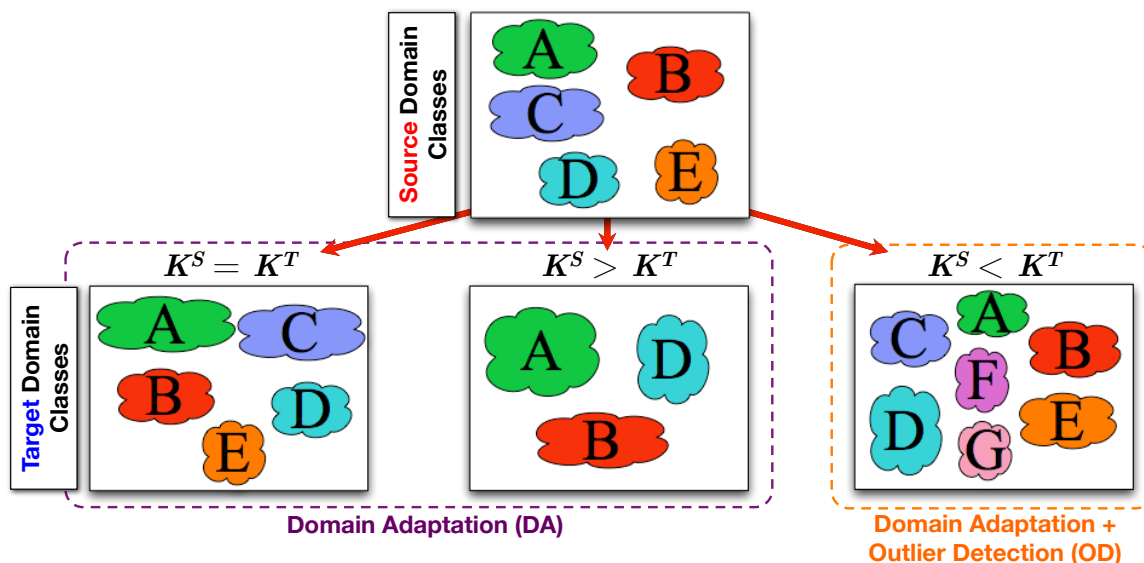 Source Domain
Classes
A
B
C
D
E
K^S = K^T
K^S > K^T
K^S < K^T
Target Domain
Classes
A
C
B
D
E
A
D
B
A
C
B
F
D
E
G
Domain Adaptation (DA)
Domain Adaptation +
Outlier Detection (OD)